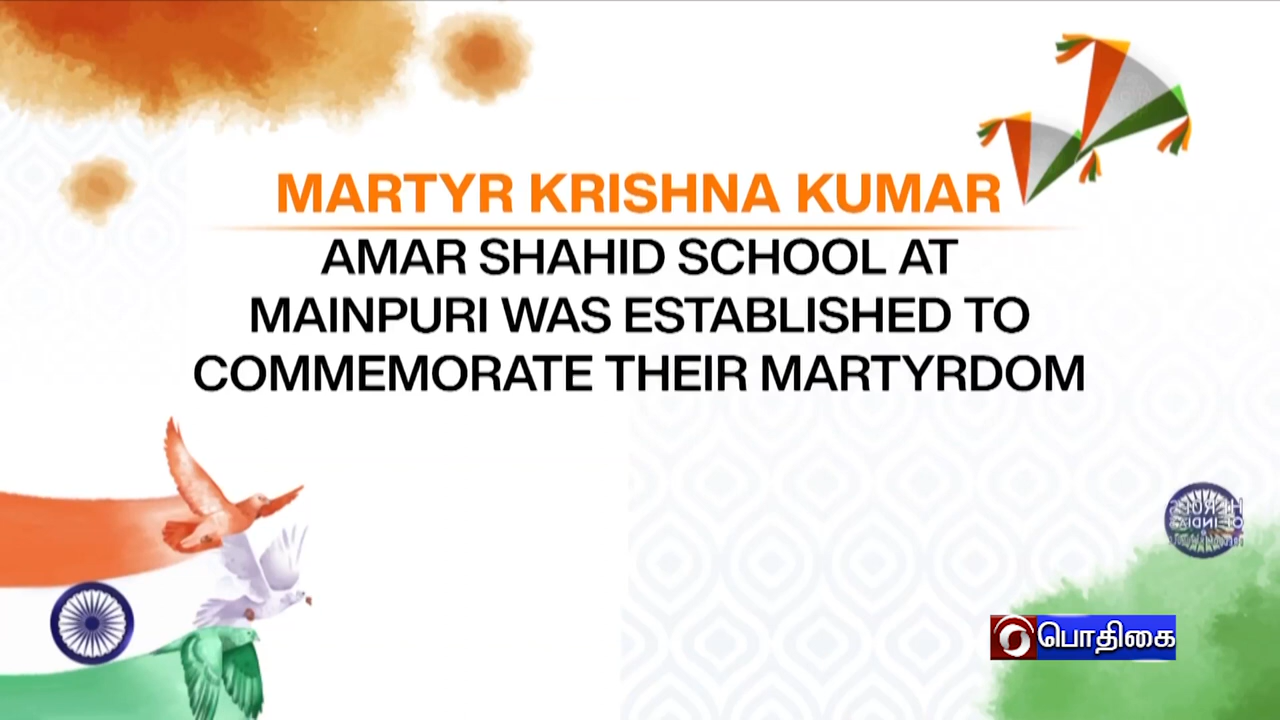 MARTYR KRISHNA KUMAR
AMAR SHAHID SCHOOL AT
MAINPURI WAS ESTABLISHED TO
COMMEMORATE THEIR MARTYRDOM
பொதிகை